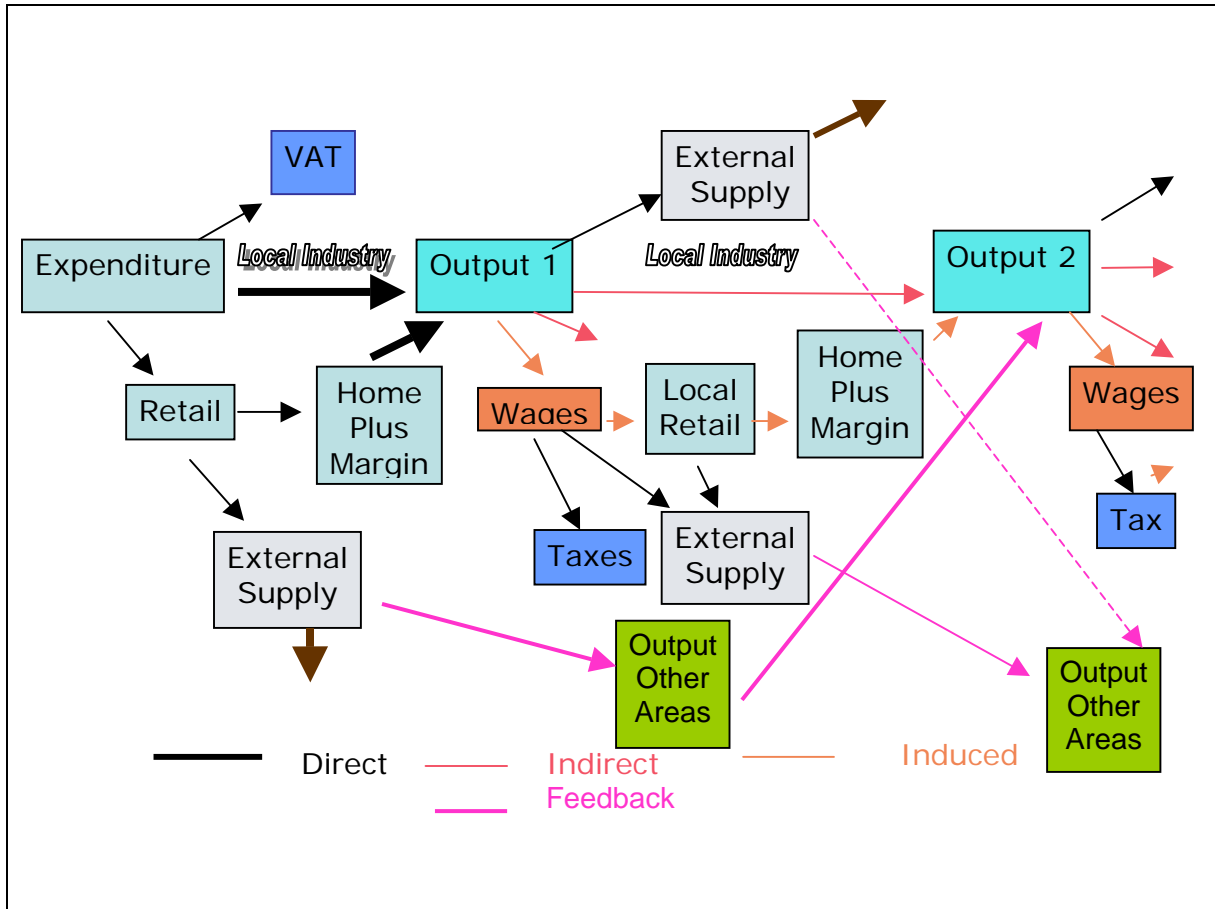 VAT
External
Supply
Expenditure
Local Industry
Output 1
Local Industry
Output 2
Retail
Home
Plus
Margin
Wages
Local
Retail
Home
Plus
Margin
Wages
External
Supply
Taxes
External
Supply
Tax
Output
Other
Areas
Output
Other
Areas
Direct
Indirect
Induced
Feedback